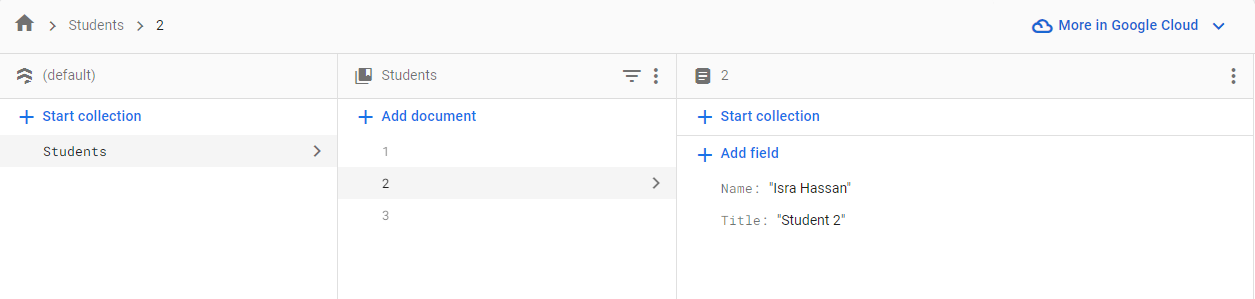 Students 2 More in Google Cloud
(default) Students 2
Start collection Add document Start collection
Students 1 Add field
2 Name: "Isra Hassan"
3 Title: "Student 2"